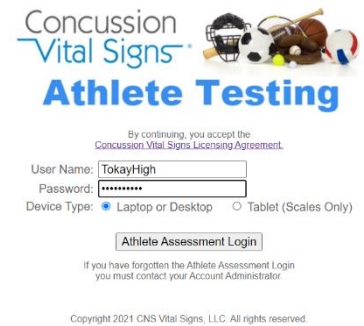 Concussion
Vital Signs
Athlete Testing
By continuing, you accept the
Concussion Vital Signs Licensing Agreement.
User Name: TokayHigh
Password: ••••••••••
Device Type: Laptop or Desktop Tablet (Scales Only)
Athlete Assessment Login
If you have forgotten the Athlete Assessment Login
you must contact your Account Administrator.
Copyright 2021 CNS Vital Signs, LLC. All rights reserved.